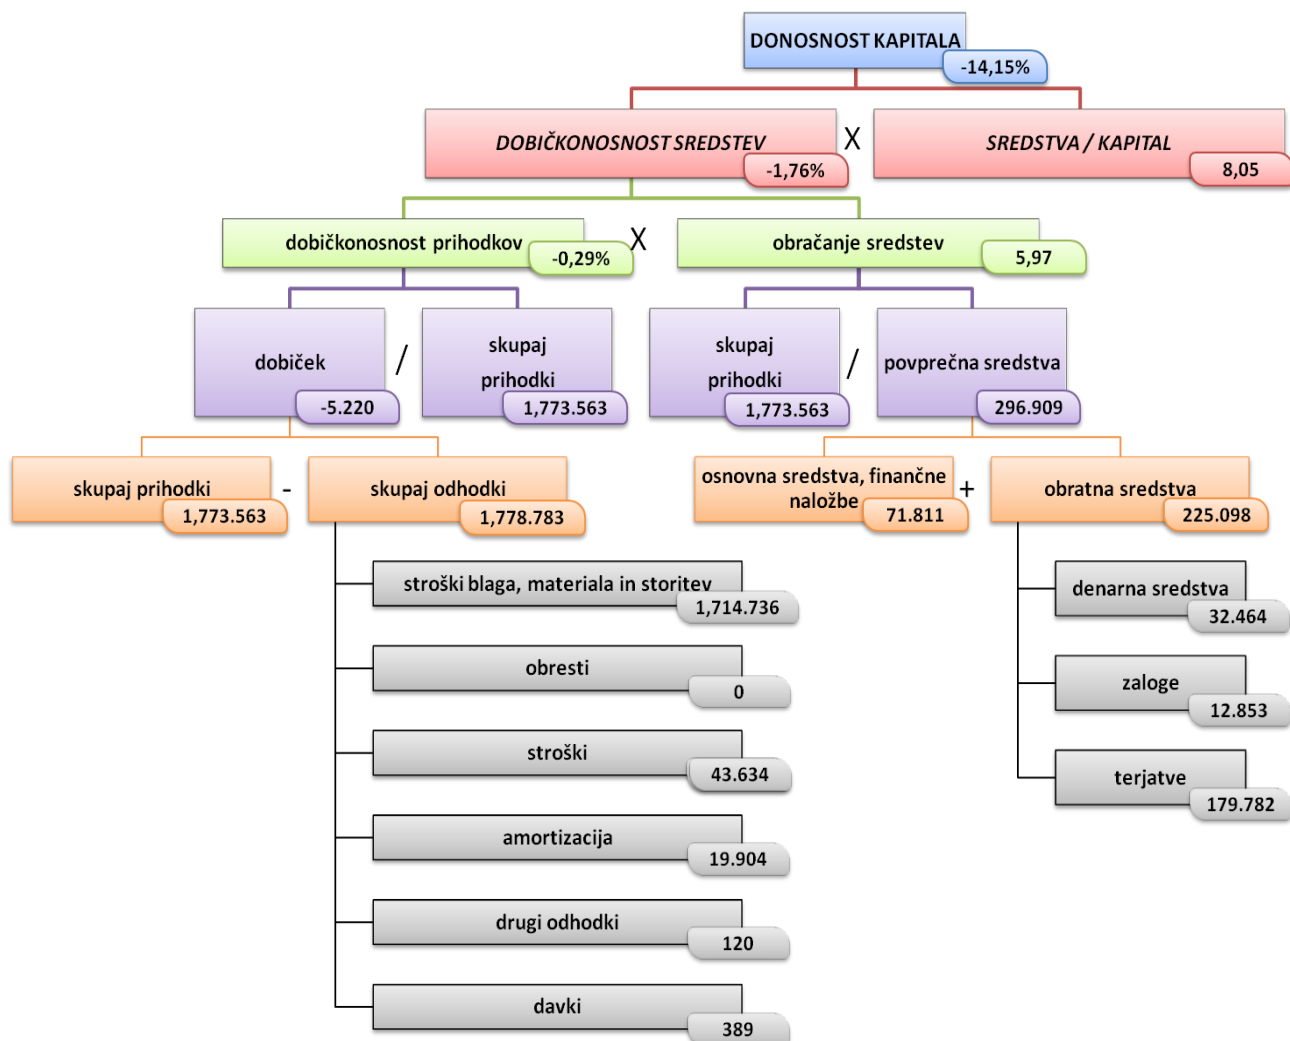 DONOSNOST KAPITALA
-14,15%
DOBIČKONOSNOST SREDSTEV
-1,76%
X
SREDSTVA / KAPITAL
8,05
dobičkonosnost prihodkov
-0,29%
X
obračanje sredstev
5,97
dobiček
-5.220
/
skupaj
prihodki
1,773.563
skupaj
prihodki
1,773.563
/
povprečna sredstva
296.909
skupaj prihodki
1,773.563
-
skupaj odhodki
1,778.783
osnovna sredstva, finančne
naložbe
71.811
+
obratna sredstva
225.098
stroški blaga, materiala in storitev
1,714.736
obresti
0
stroški
43.634
amortizacija
19.904
drugi odhodki
120
davki
389
denarna sredstva
32.464
zaloge
12.853
terjatve
179.782